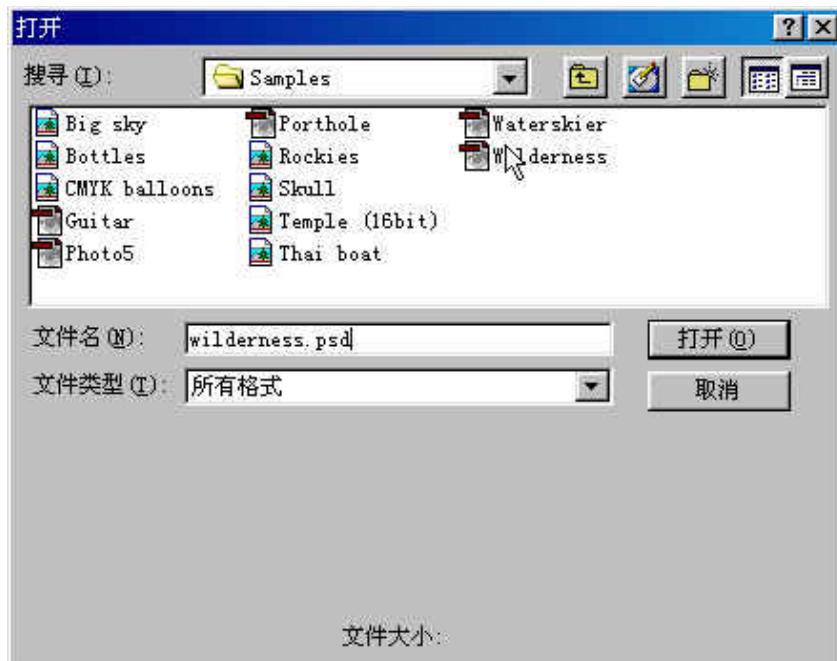 打开
搜寻(I): Samples
Big sky Porthole Waterskier
Bottles Rockies Wilderness
CMYK balloons Skull
Guitar Temple (16bit)
Photo5 Thai boat
文件名(N): wilderness.psd 打开(O)
文件类型(T): 所有格式 取消
文件大小: